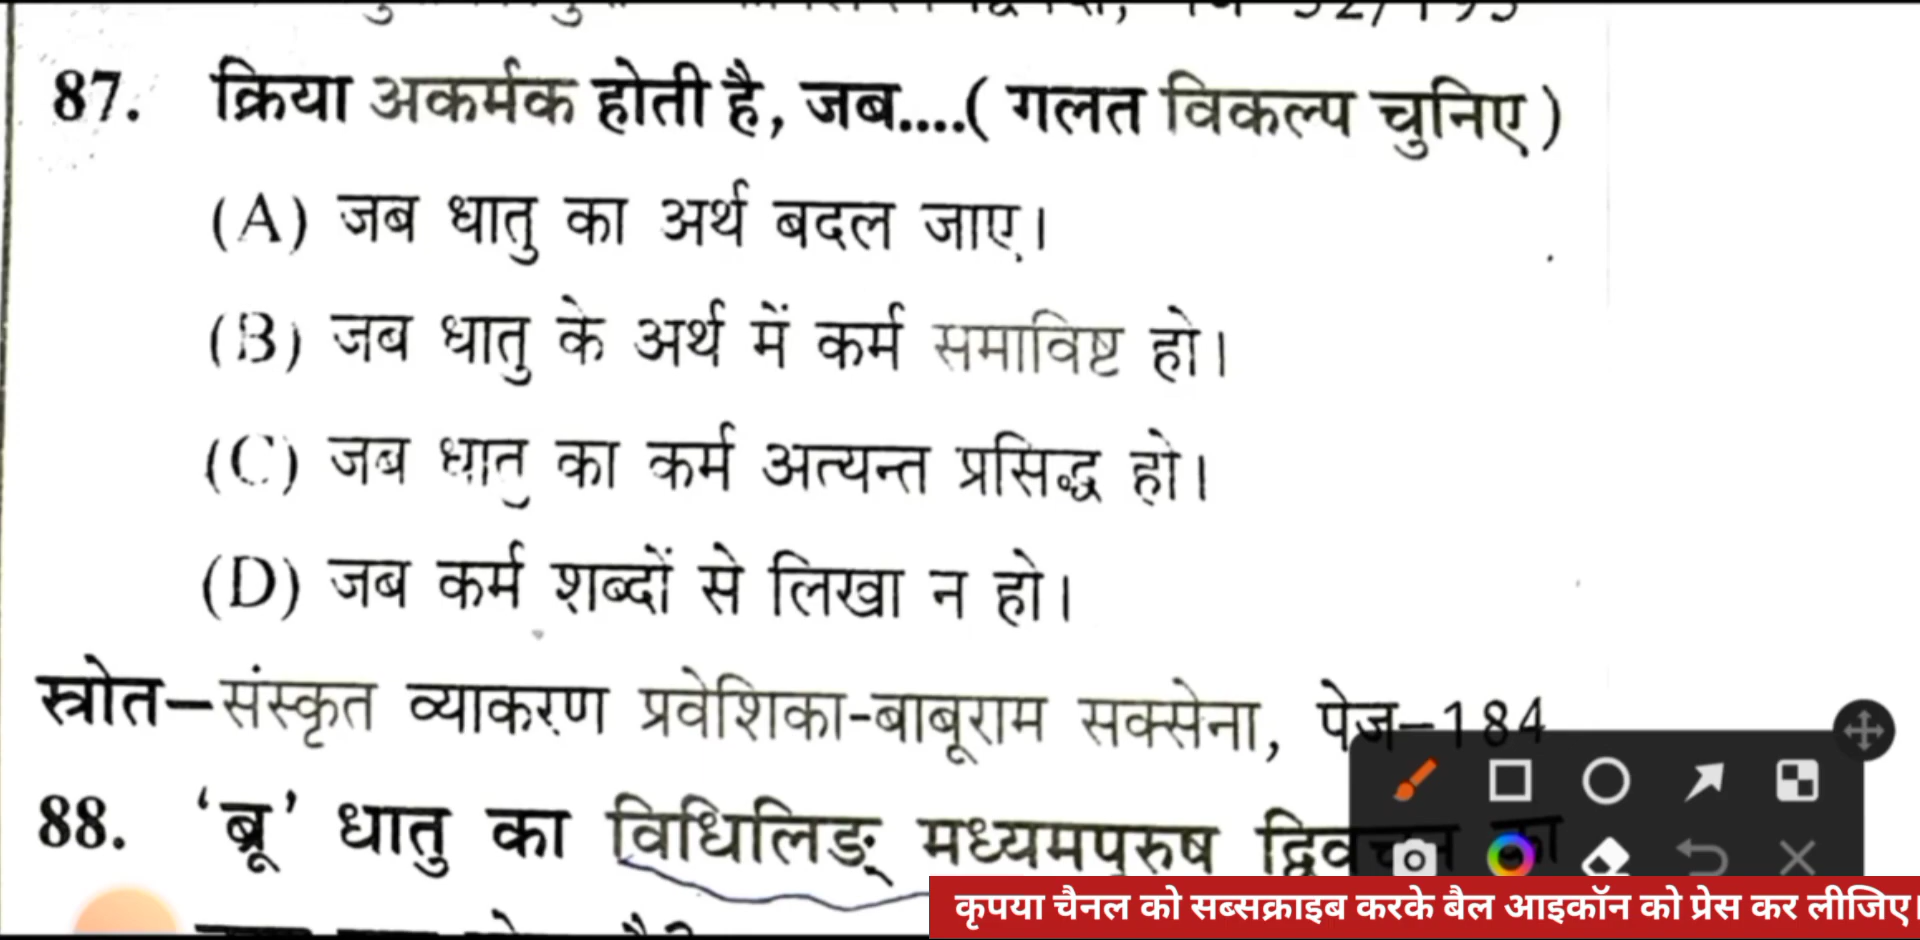 87. क्रिया अकर्मक होती है, जब....( गलत विकल्प चुनिए )
(A) जब धातु का अर्थ बदल जाए।
(B) जब धातु के अर्थ में कर्म समाविष्ट हो।
(C) जब धातु का कर्म अत्यन्त प्रसिद्ध हो।
(D) जब कर्म शब्दों से लिखा न हो।
स्त्रोत–संस्कृत व्याकरण प्रवेशिका-बाबूराम सक्सेना, पेज–184
88. 'ब्रू' धातु का विधिलिङ् मध्यमपुरुष द्विवचन का
कृपया चैनल को सब्सक्राइब करके बैल आइकॉन को प्रेस कर लीजिए।